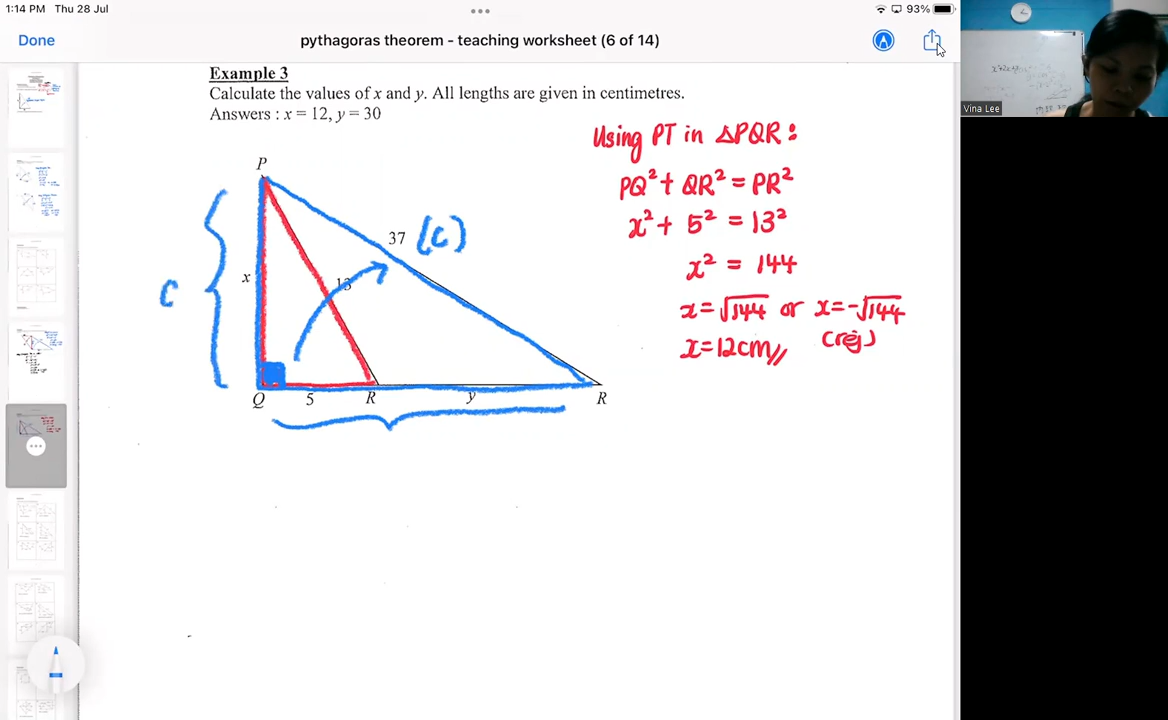 1:14 PM Thu 28 Jul
93%
Done
pythagoras theorem - teaching worksheet (6 of 14)
Example 3
Calculate the values of x and y. All lengths are given in centimetres.
Answers : x = 12, y = 30
P
37 (C)
C
x
13
Q
5
R
y
R
Using PT in △PQR :
PQ² + QR² = PR²
x² + 5² = 13²
x² = 144
x = √144 or x = -√144
x = 12cm// (rej)
Vina Lee